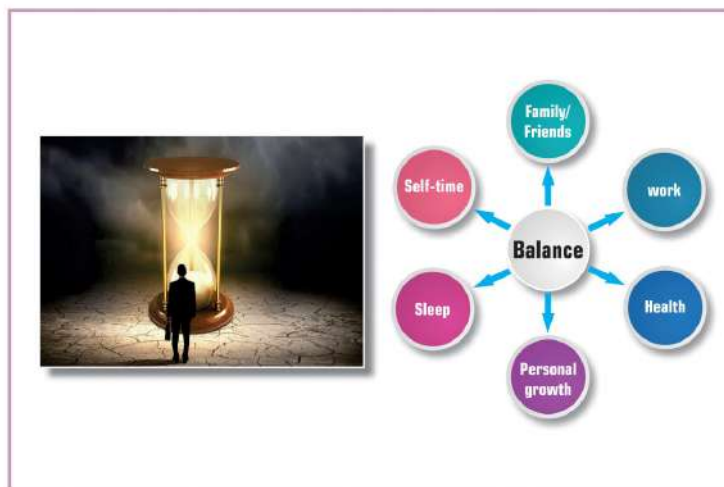 Family/
Friends
Self-time
work
Balance
Sleep
Health
Personal
growth